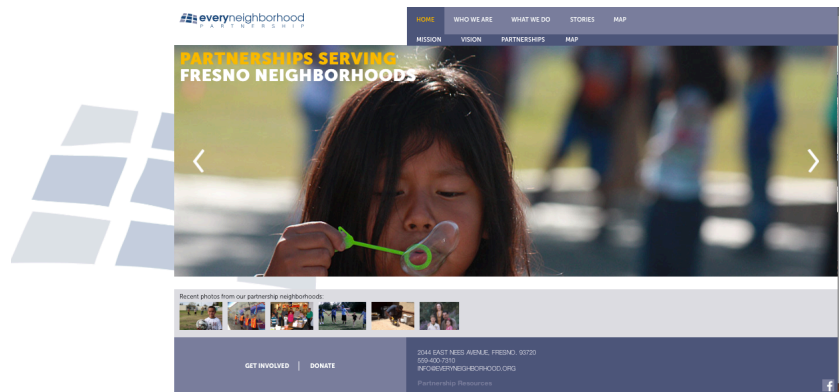 everyneighborhood
PARTNERSHIP
HOME WHO WE ARE WHAT WE DO STORIES MAP
MISSION VISION PARTNERSHIPS MAP
PARTNERSHIPS SERVING
FRESNO NEIGHBORHOODS
Recent photos from our partnership neighborhoods:
GET INVOLVED | DONATE
2044 EAST NEES AVENUE, FRESNO. 93720
559-400-7310
INFO@EVERYNEIGHBORHOOD.ORG
Partnership Resources
f